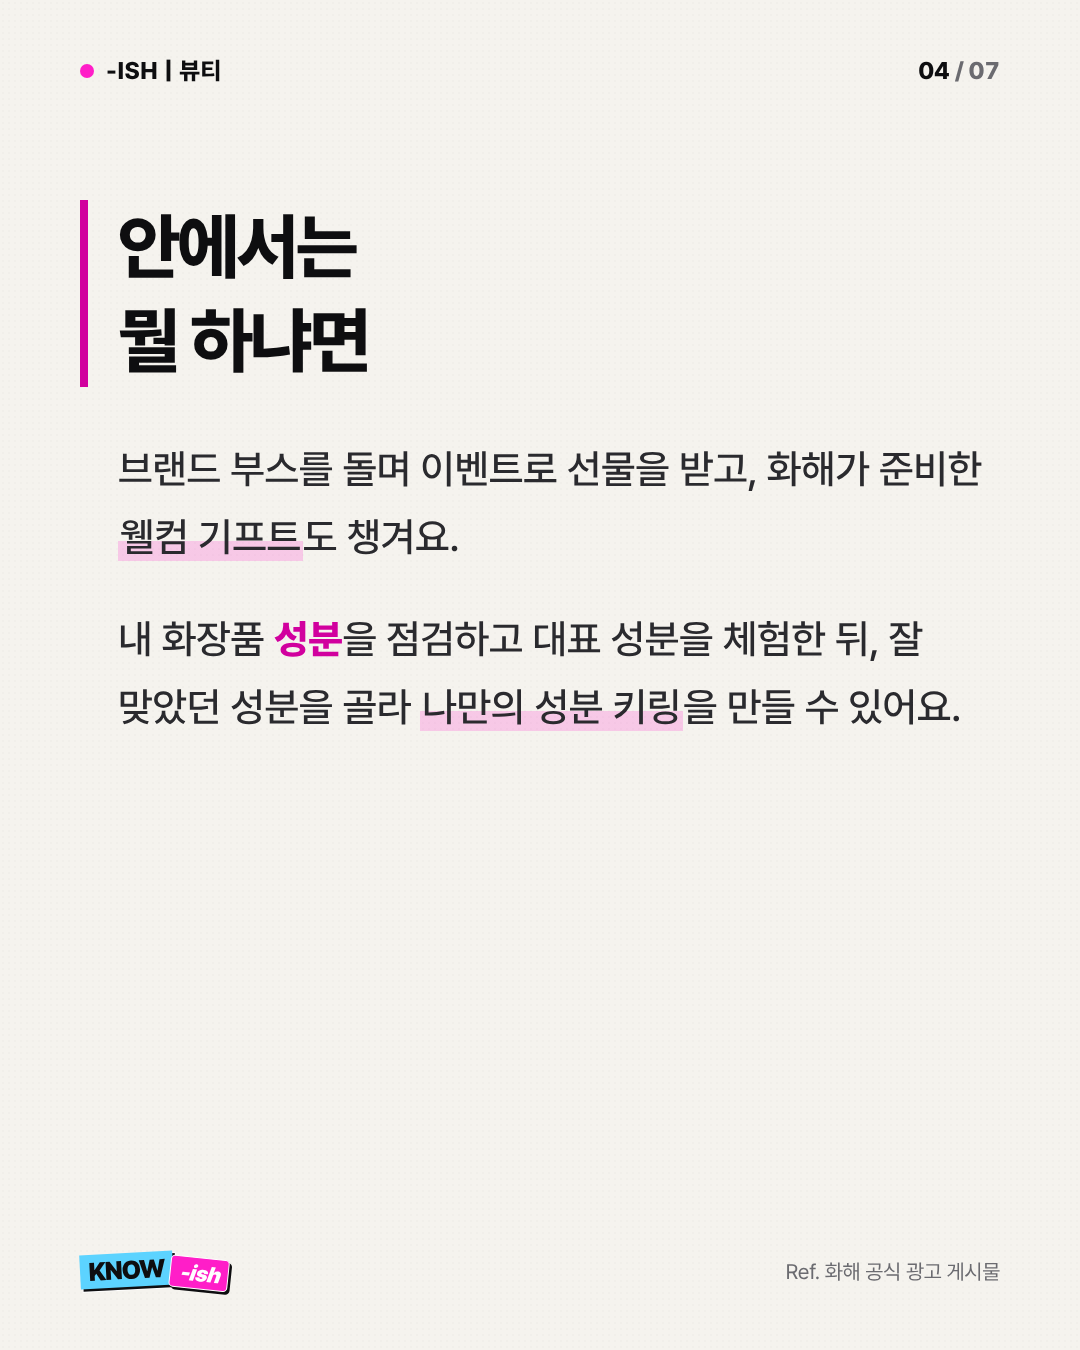 -ISH | 뷰티
04 / 07
안에서는
뭘 하냐면
브랜드 부스를 돌며 이벤트로 선물을 받고, 화해가 준비한
웰컴 기프트도 챙겨요.
내 화장품 성분을 점검하고 대표 성분을 체험한 뒤, 잘
맞았던 성분을 골라 나만의 성분 키링을 만들 수 있어요.
KNOW -ish
Ref. 화해 공식 광고 게시물